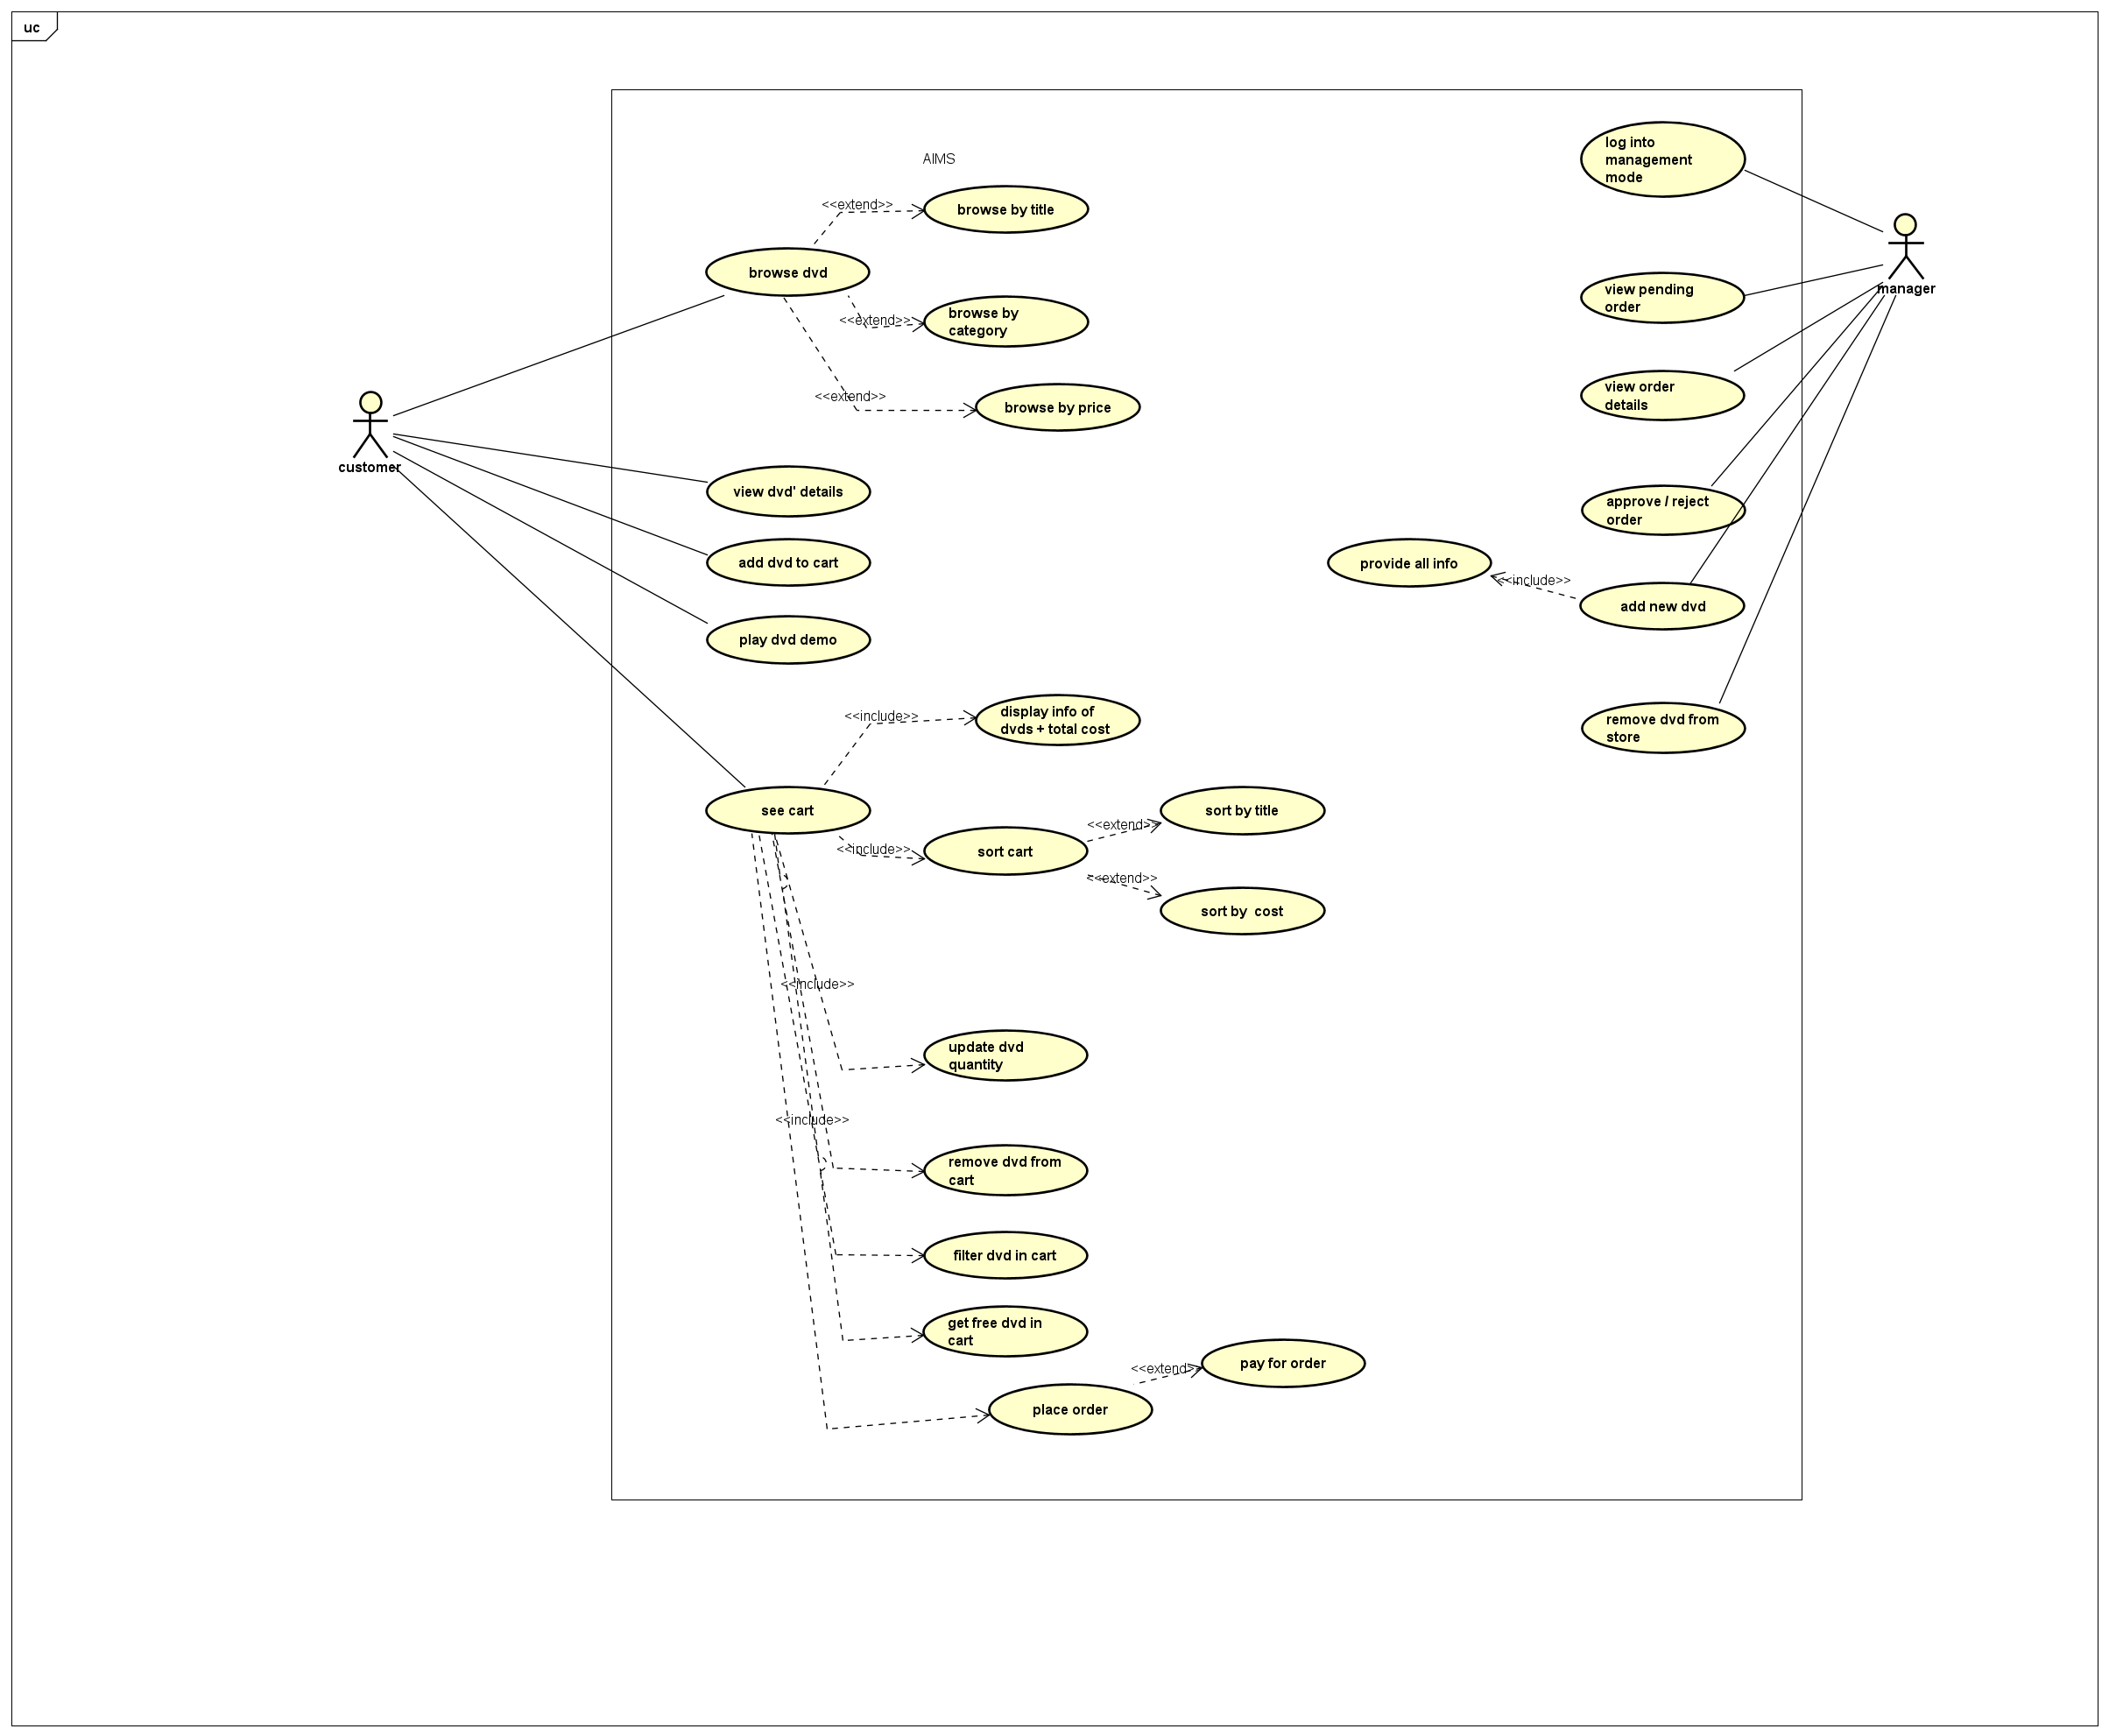 uc
AIMS
log into
management
mode
<<extend>>
browse by title
browse dvd
manager
view pending
order
<<extend>>
browse by
category
<<extend>>
browse by price
view order
details
customer
view dvd' details
approve / reject
order
add dvd to cart
provide all info
<<include>>
add new dvd
play dvd demo
<<include>>
display info of
dvds + total cost
remove dvd from
store
see cart
<<include>>
sort cart
<<extend>>
sort by title
<<extend>>
sort by  cost
<<include>>
update dvd
quantity
<<include>>
remove dvd from
cart
filter dvd in cart
get free dvd in
cart
<<extend>>
pay for order
place order